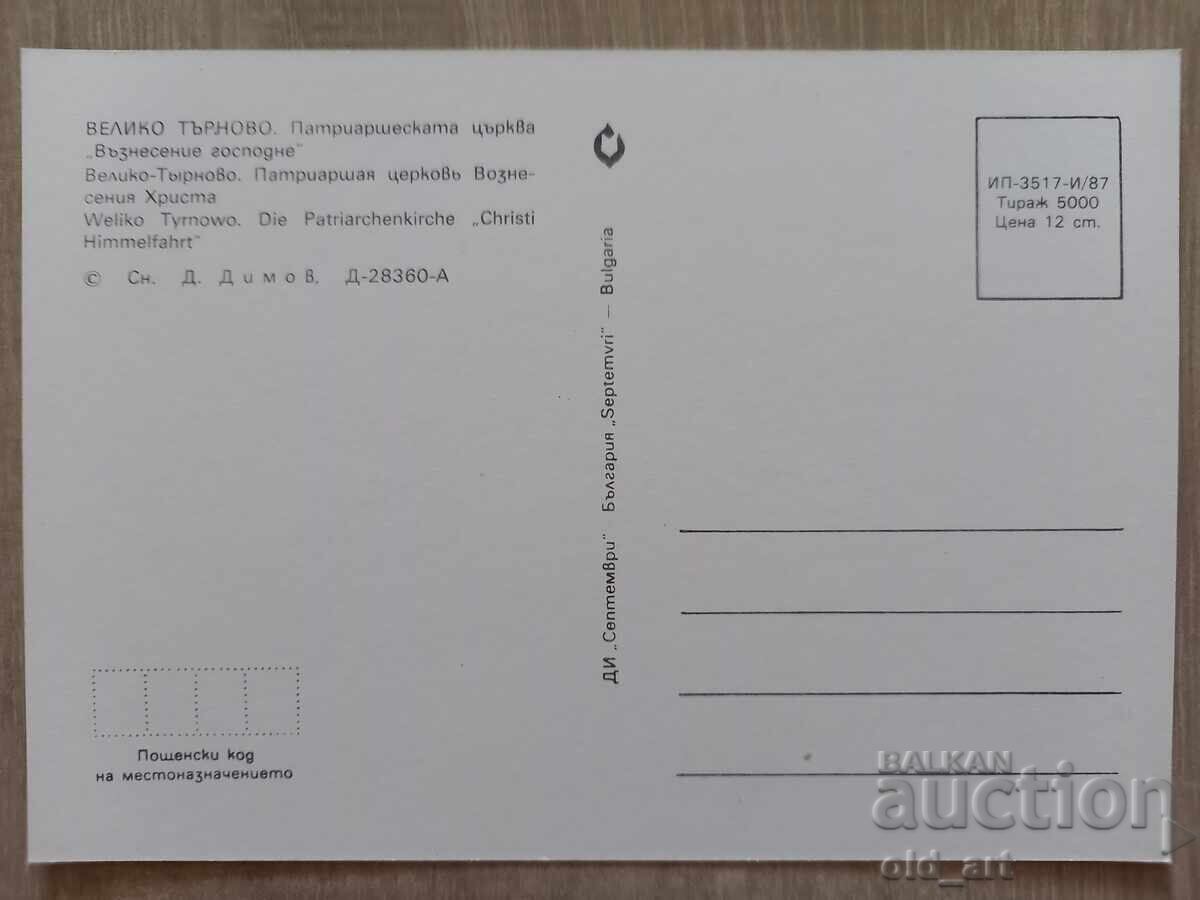 ВЕЛИКО ТЪРНОВО. Патриаршеската църква
„Възнесение господне“
Велико-Тырново. Патриаршая церковь Возне-
сения Христа
Weliko Tyrnowo. Die Patriarchenkirche „Christi
Himmelfahrt“
© Сн. Д. Димов, Д-28360-А
ДИ „Септември“ България „Septemvri“ — Bulgaria
ИП-3517-И/87
Тираж 5000
Цена 12 ст.
Пощенски код
на местоназначението
BALKAN
auction
old_art